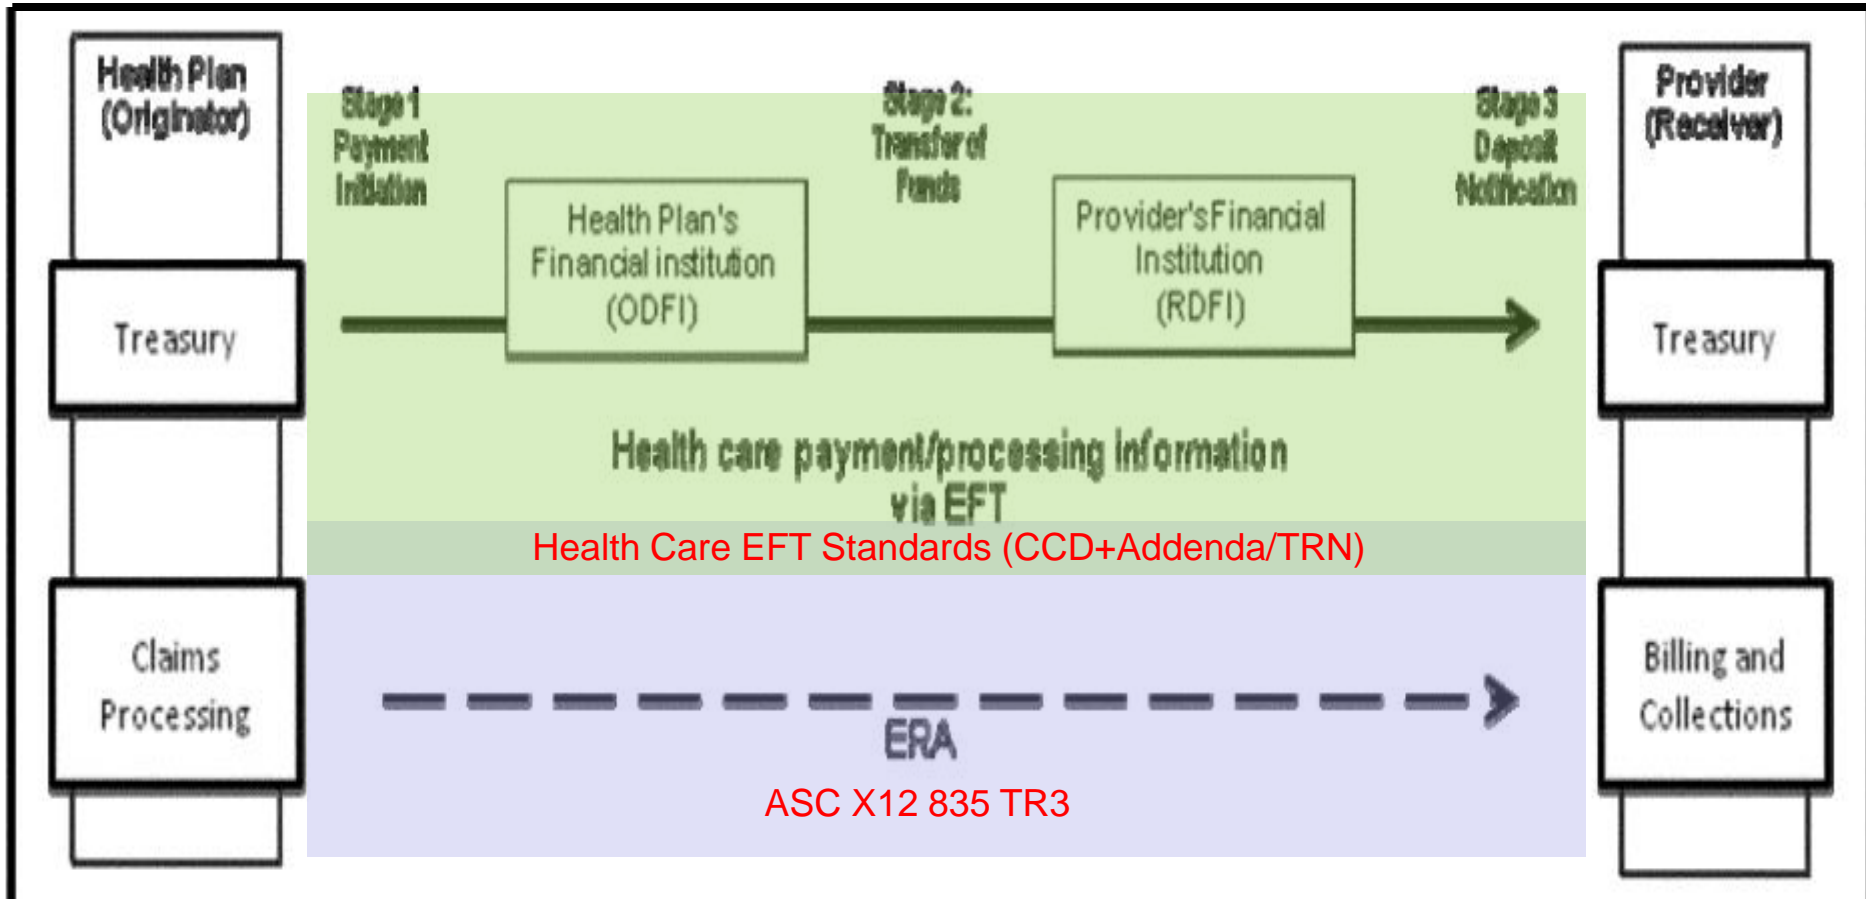 Health Plan
(Originator)
Treasury
Claims
Processing
Stage 1
Payment
Initiation
Health Plan's
Financial institution
(ODFI)
Stage 2:
Transfer of
Funds
Provider's Financial
Institution
(RDFI)
Stage 3
Deposit
Notification
Health care payment/processing information
via EFT
Health Care EFT Standards (CCD+Addenda/TRN)
ERA
ASC X12 835 TR3
Provider
(Receiver)
Treasury
Billing and
Collections